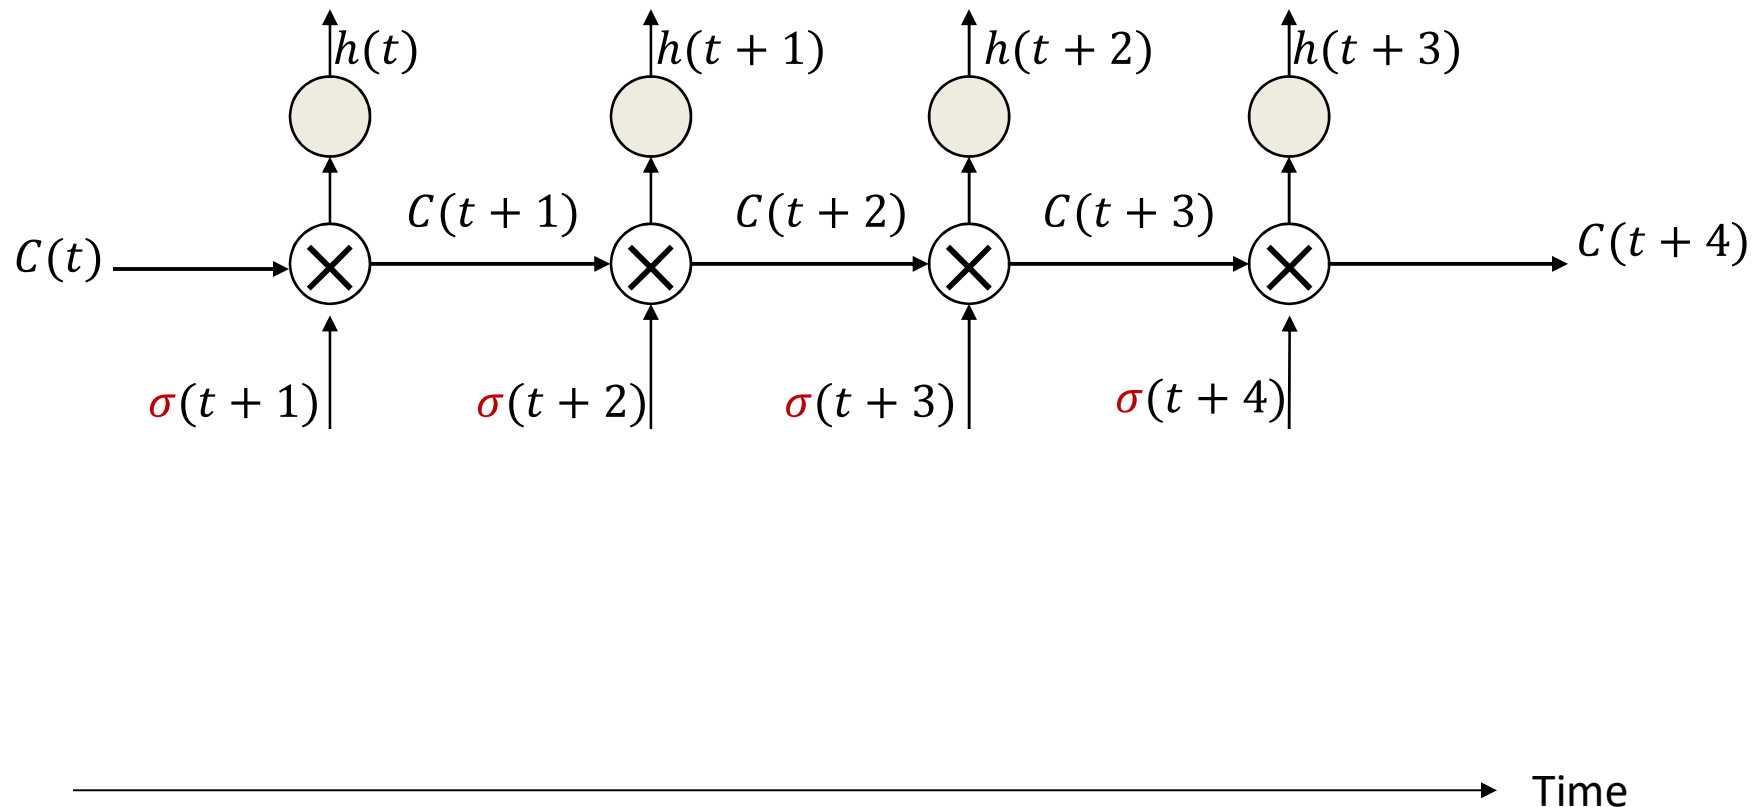 h(t) h(t + 1) h(t + 2) h(t + 3)
C(t) C(t + 1) C(t + 2) C(t + 3) C(t + 4)
σ(t + 1) σ(t + 2) σ(t + 3) σ(t + 4)
Time